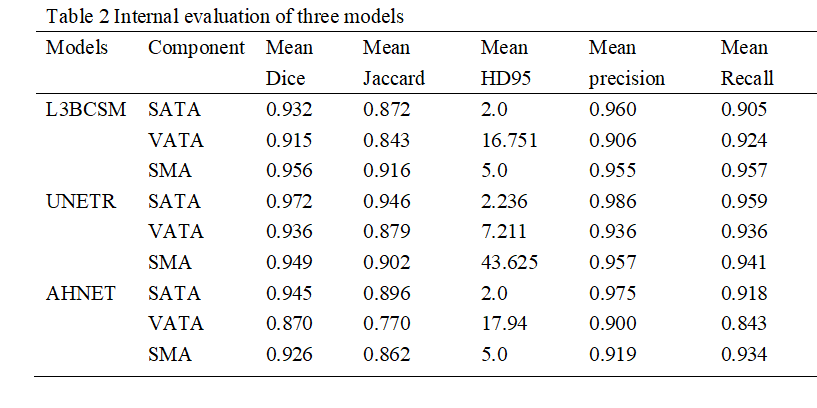 Table 2 Internal evaluation of three models
Models Component Mean Mean Mean Mean Mean
Dice Jaccard HD95 precision Recall
L3BCSM SATA 0.932 0.872 2.0 0.960 0.905
VATA 0.915 0.843 16.751 0.906 0.924
SMA 0.956 0.916 5.0 0.955 0.957
UNETR SATA 0.972 0.946 2.236 0.986 0.959
VATA 0.936 0.879 7.211 0.936 0.936
SMA 0.949 0.902 43.625 0.957 0.941
AHNET SATA 0.945 0.896 2.0 0.975 0.918
VATA 0.870 0.770 17.94 0.900 0.843
SMA 0.926 0.862 5.0 0.919 0.934